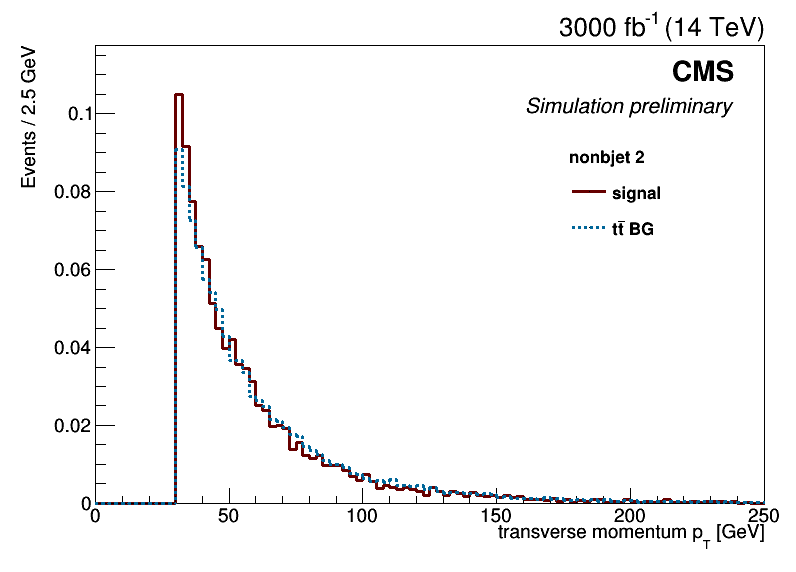 3000 fb⁻¹ (14 TeV)
Events / 2.5 GeV
CMS
Simulation preliminary
nonbjet 2
signal
tt̄ BG
0.1
0.08
0.06
0.04
0.02
0
0 50 100 150 200 250
transverse momentum p_T [GeV]